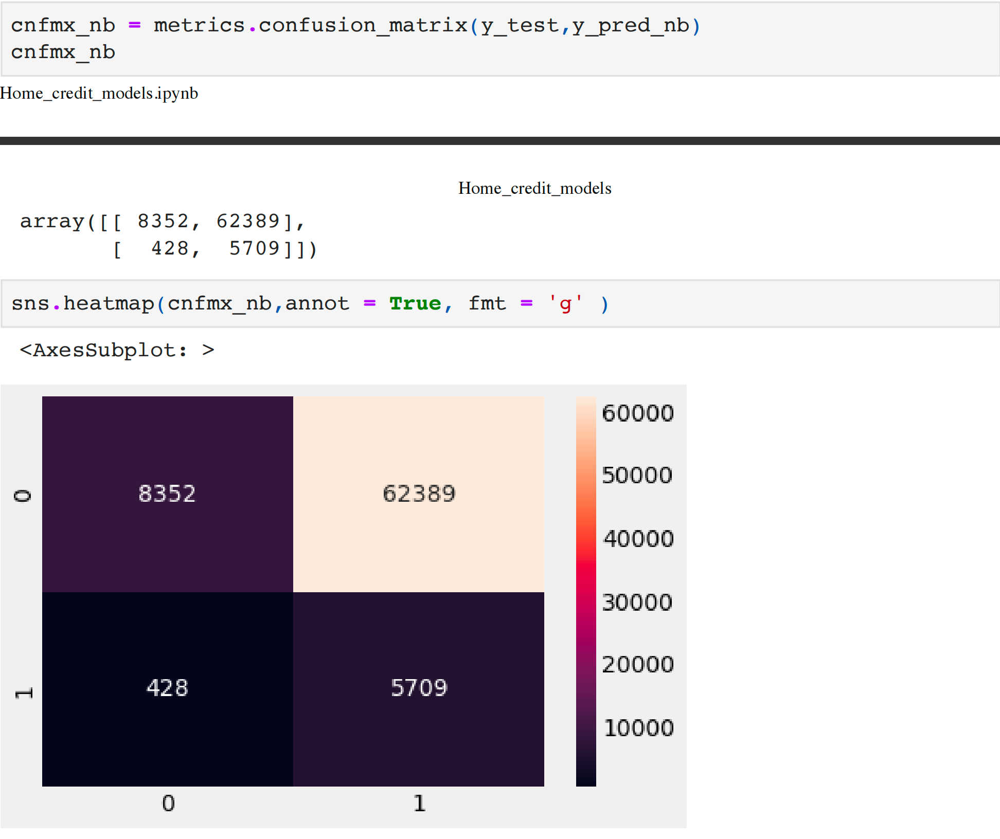 cnfmx_nb = metrics.confusion_matrix(y_test,y_pred_nb)
cnfmx_nb
Home_credit_models.ipynb
Home_credit_models
array([[ 8352, 62389],
       [  428,  5709]])
sns.heatmap(cnfmx_nb,annot = True, fmt = 'g' )
<AxesSubplot: >
60000
50000
0 8352 62389
40000
30000
20000
1 428 5709
10000
0 1